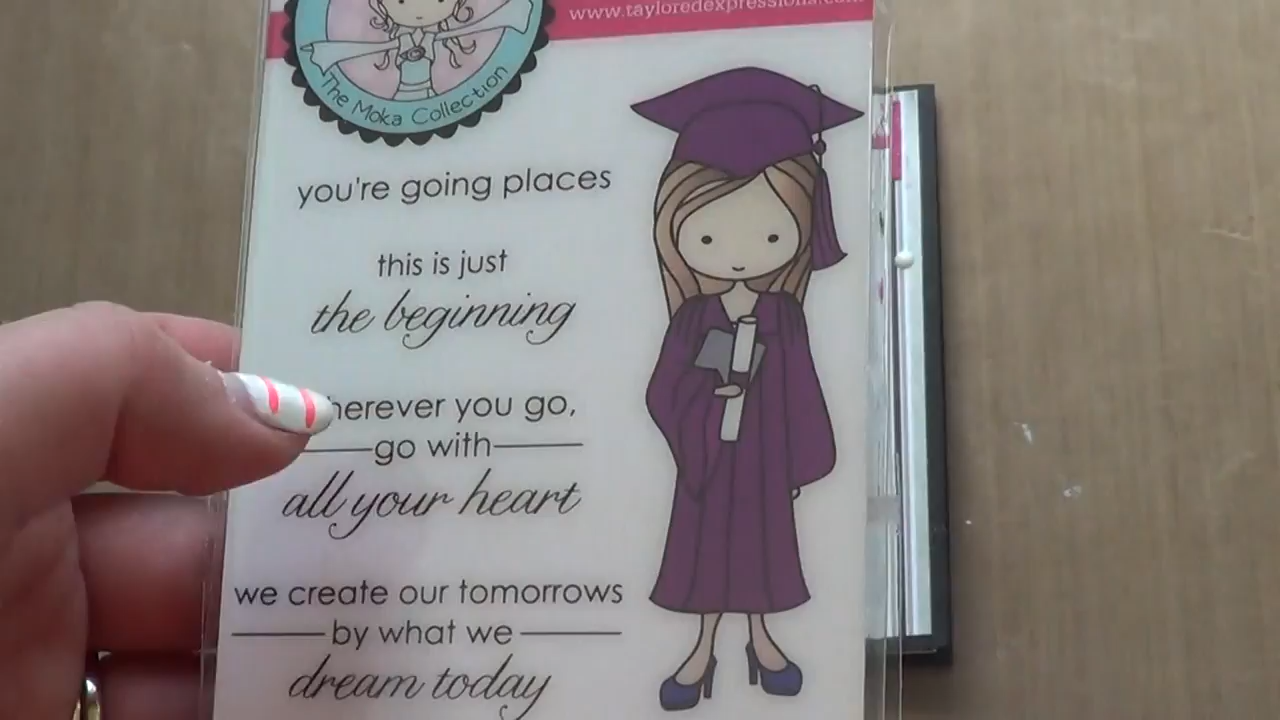 www.tayloredexpressions.com
The Moka Collection
you're going places
this is just
the beginning
herever you go,
go with
all your heart
we create our tomorrows
by what we
dream today